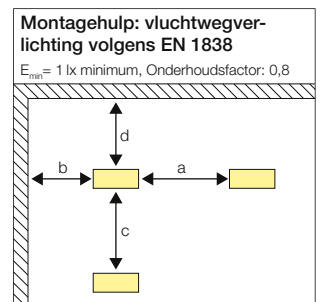 Montagehulp: vluchtwegver-
lichting volgens EN 1838
Emin= 1 lx minimum, Onderhoudsfactor: 0,8
d
b
a
c